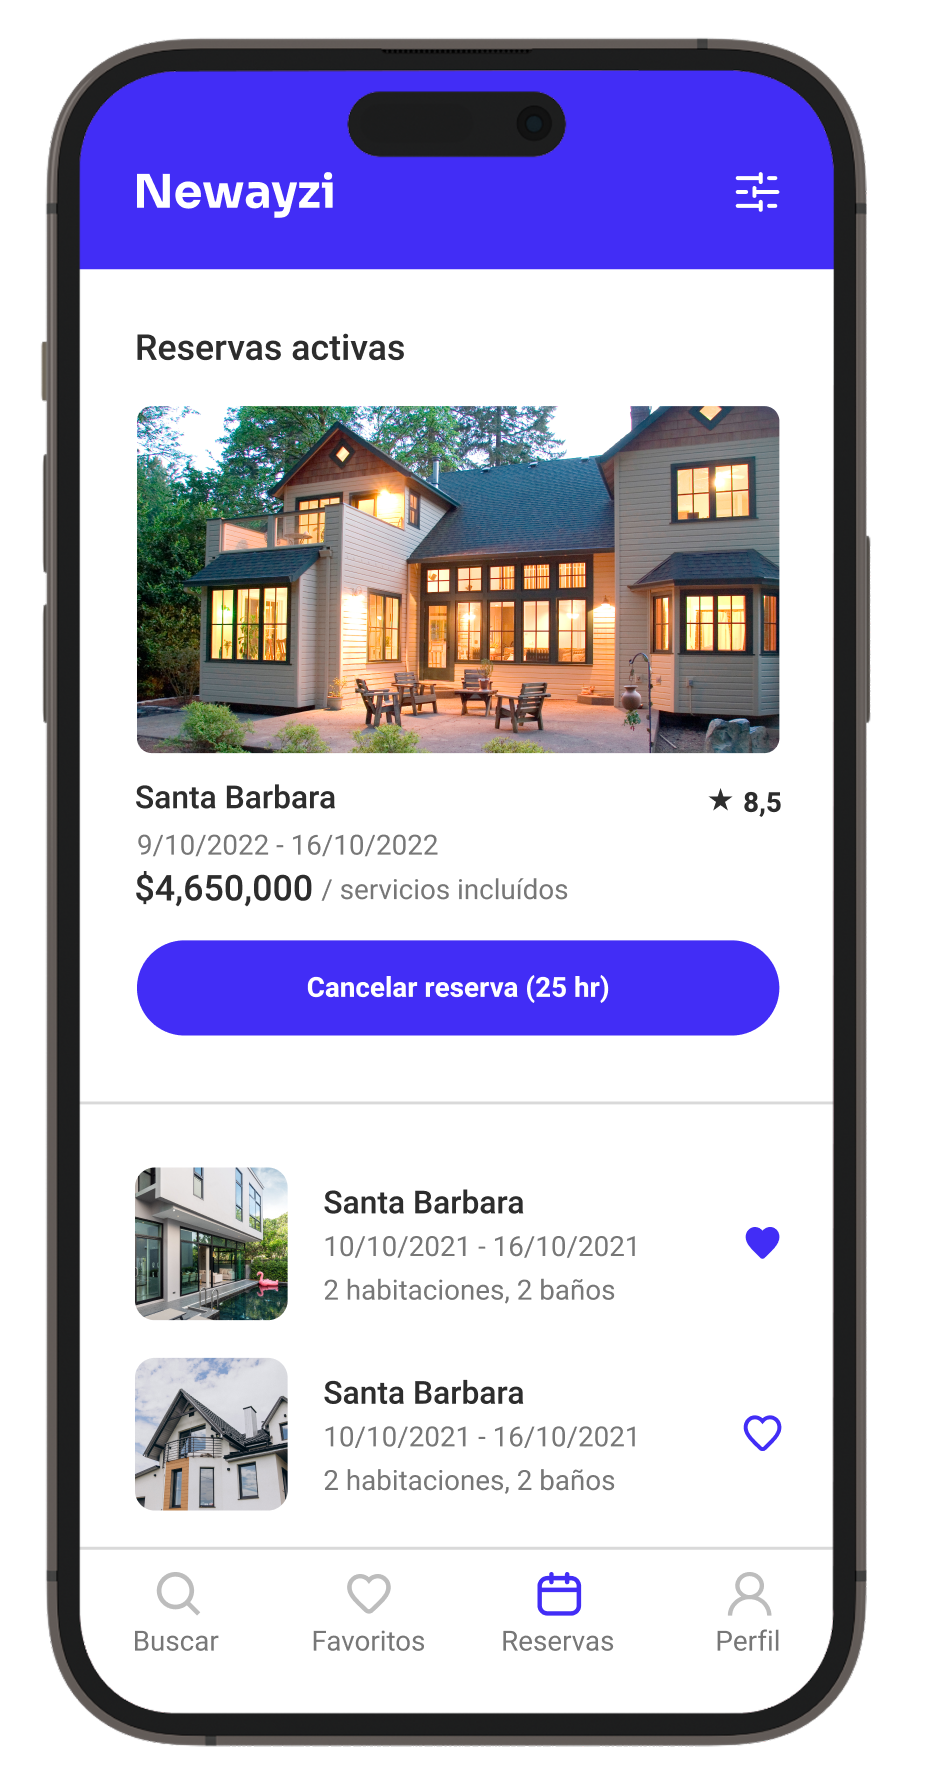 Newayzi
Reservas activas
Santa Barbara
★ 8,5
9/10/2022 - 16/10/2022
$4,650,000 / servicios incluídos
Cancelar reserva (25 hr)
Santa Barbara
10/10/2021 - 16/10/2021
2 habitaciones, 2 baños
Santa Barbara
10/10/2021 - 16/10/2021
2 habitaciones, 2 baños
Buscar
Favoritos
Reservas
Perfil